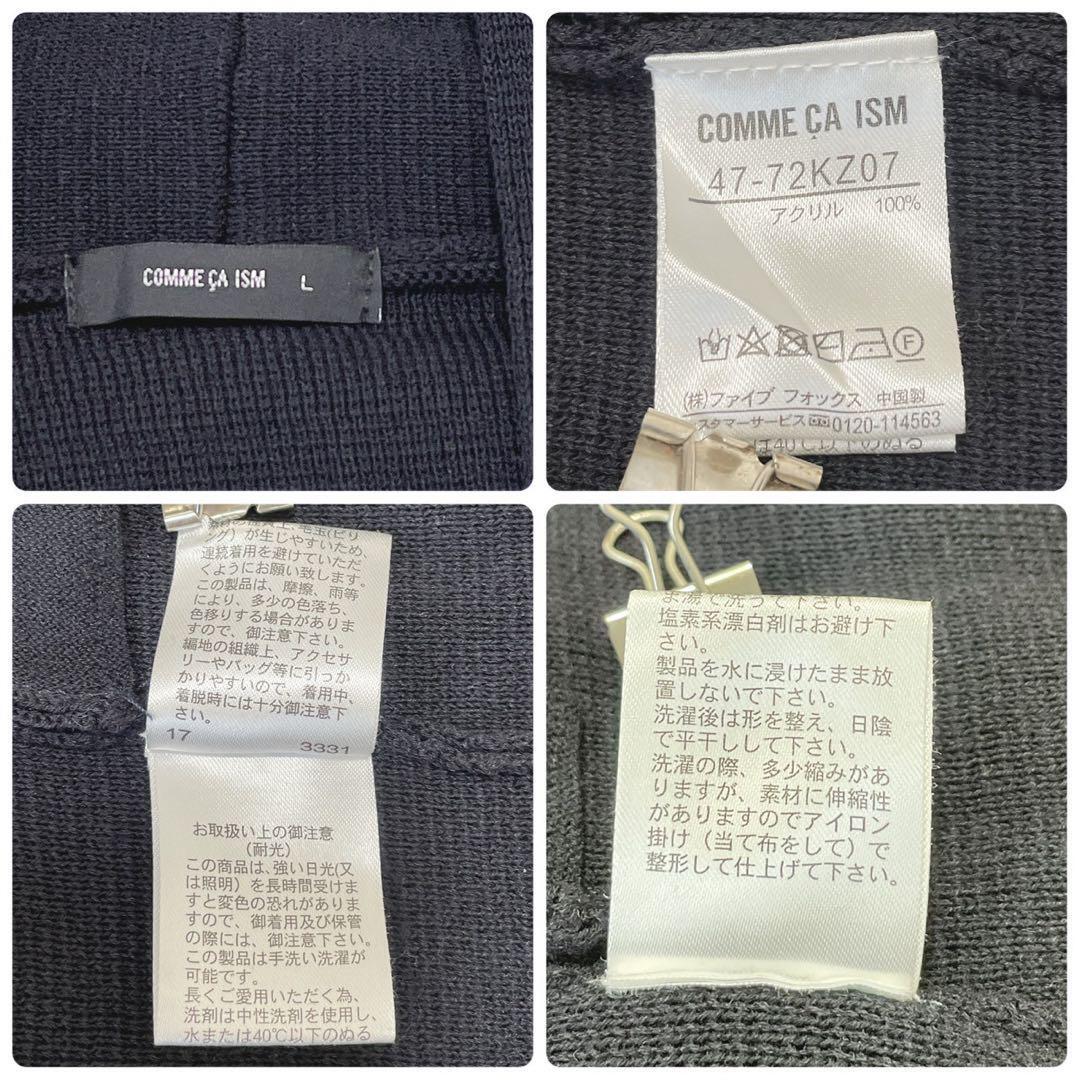 COMME ÇA ISM L
COMME ÇA ISM
47-72KZ07
アクリル 100%
F
(株)ファイブ フォックス 中国製
スタマーサービス 0120-114563
は40℃以下のぬる
グ）が生じやすいため、
連続着用を避けていただ
くようにお願い致します。
この製品は、摩擦、雨等
により、多少の色落ち、
色移りする場合がありま
すので、御注意下さい。
編地の組織上、アクセサ
リーやバッグ等に引っか
かりやすいので、着用中、
着脱時には十分御注意下
さい。
17 3331
お取扱い上の御注意
（耐光）
この商品は、強い日光(又
は照明）を長時間受けま
すと変色の恐れがありま
すので、御着用及び保管
の際には、御注意下さい。
この製品は手洗い洗濯が
可能です。
長くご愛用いただく為、
洗剤は中性洗剤を使用し、
水または40℃以下のぬる
ま湯で洗って下さい。
塩素系漂白剤はお避け下
さい。
製品を水に浸けたまま放
置しないで下さい。
洗濯後は形を整え、日陰
で平干しして下さい。
洗濯の際、多少縮みがあ
りますが、素材に伸縮性
がありますのでアイロン
掛け（当て布をして）で
整形して仕上げて下さい。